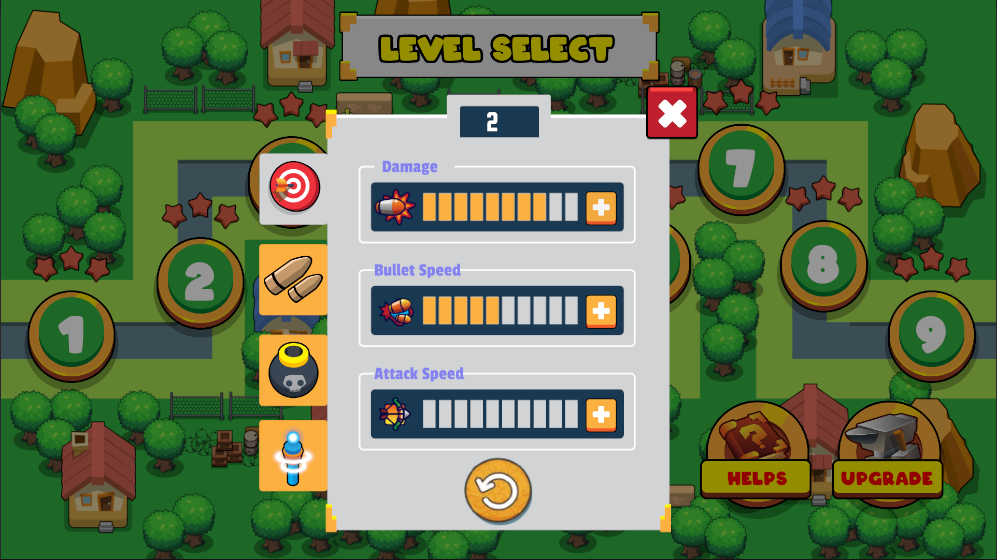 LEVEL SELECT
2
Damage
7
Bullet Speed
2
8
1
9
Attack Speed
HELPS
UPGRADE